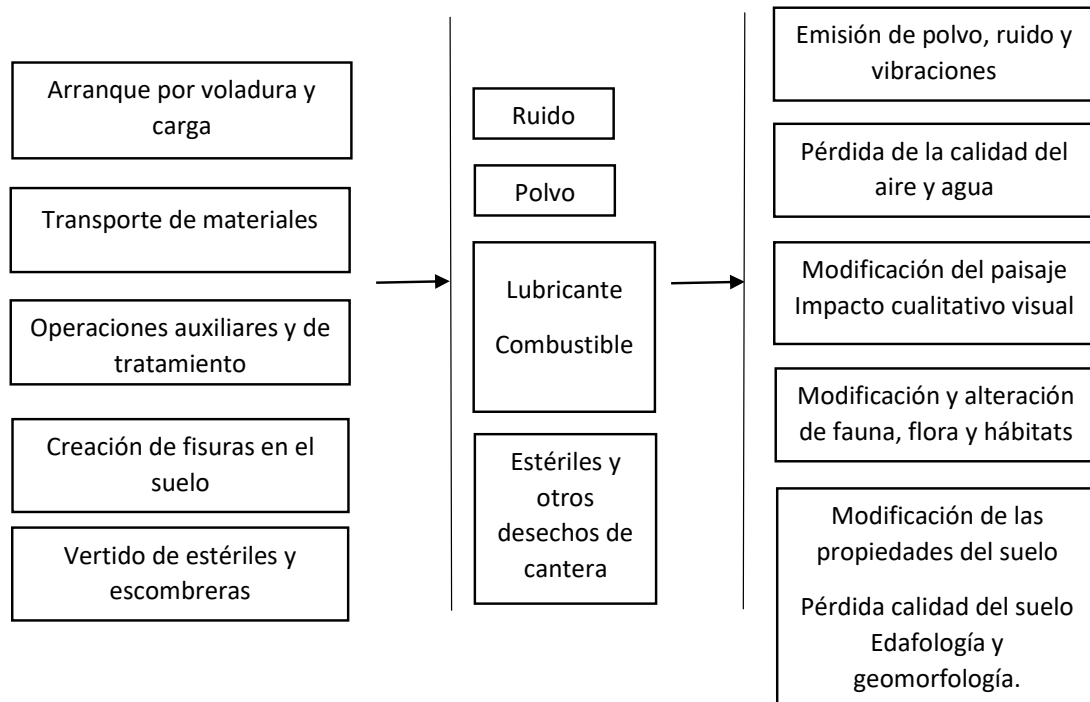 Arranque por voladura y
carga
Transporte de materiales
Operaciones auxiliares y de
tratamiento
Creación de fisuras en el
suelo
Vertido de estériles y
escombreras
Ruido
Polvo
Lubricante
Combustible
Estériles y
otros
desechos de
cantera
Emisión de polvo, ruido y
vibraciones
Pérdida de la calidad del
aire y agua
Modificación del paisaje
Impacto cualitativo visual
Modificación y alteración
de fauna, flora y hábitats
Modificación de las
propiedades del suelo
Pérdida calidad del suelo
Edafología y
geomorfología.